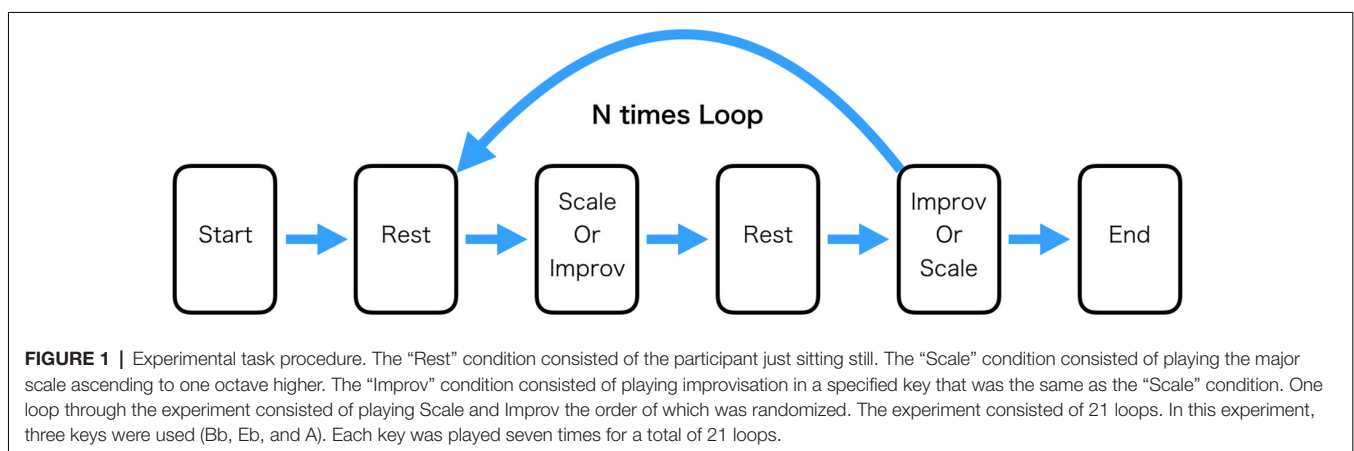 N times Loop
Start
Rest
Scale
Or
Improv
Rest
Improv
Or
Scale
End
FIGURE 1 | Experimental task procedure. The “Rest” condition consisted of the participant just sitting still. The “Scale” condition consisted of playing the major
scale ascending to one octave higher. The “Improv” condition consisted of playing improvisation in a specified key that was the same as the “Scale” condition. One
loop through the experiment consisted of playing Scale and Improv the order of which was randomized. The experiment consisted of 21 loops. In this experiment,
three keys were used (Bb, Eb, and A). Each key was played seven times for a total of 21 loops.